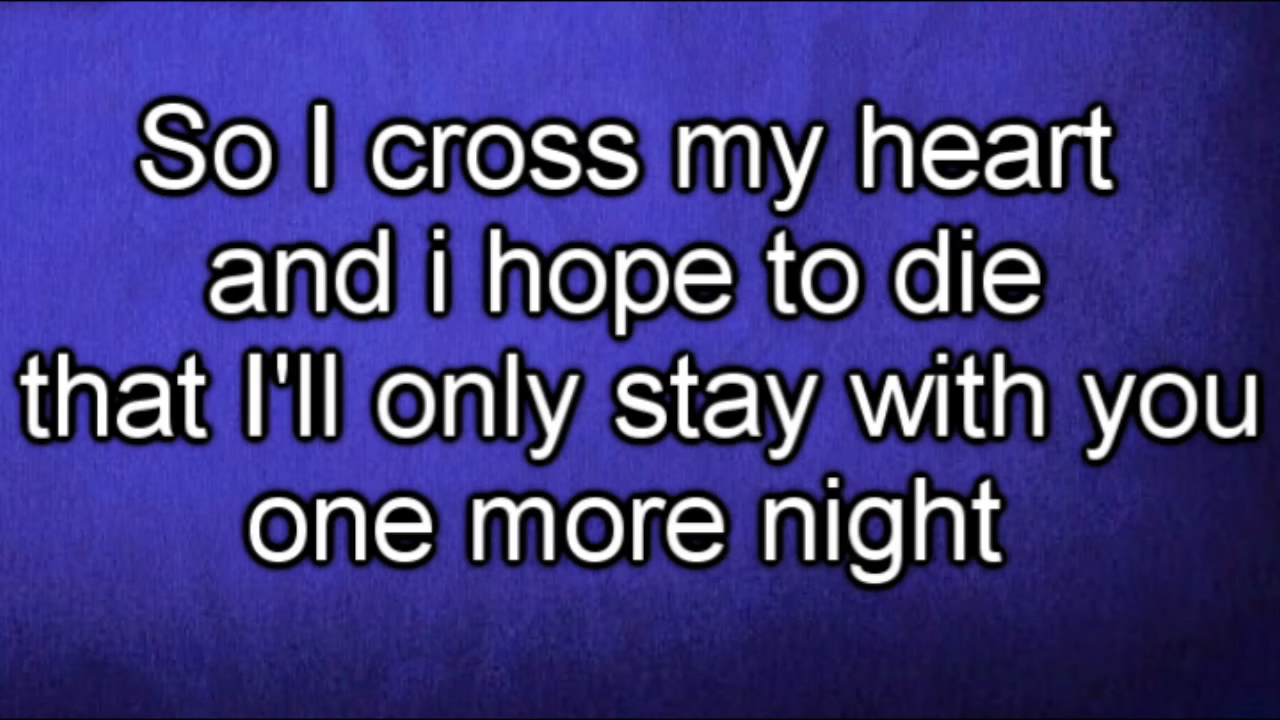 So I cross my heart
and i hope to die
that I'll only stay with you
one more night